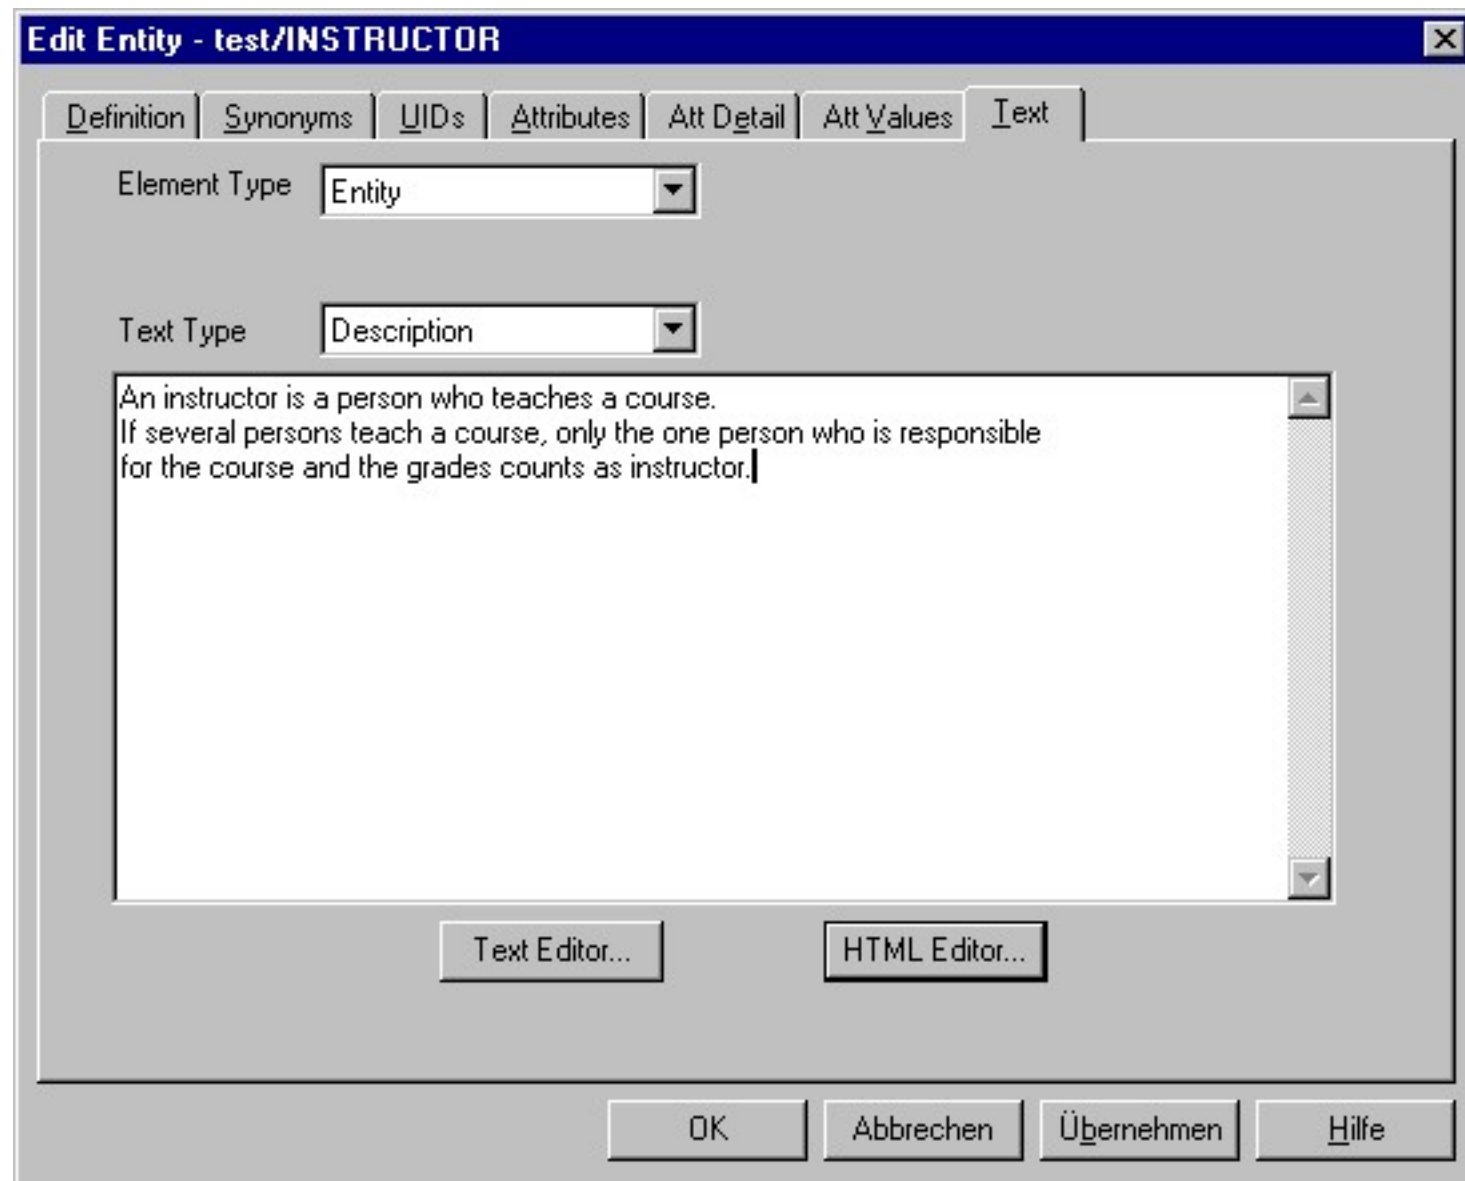 Edit Entity - test/INSTRUCTOR
Definition Synonyms UIDs Attributes Att Detail Att Values Text
Element Type Entity
Text Type Description
An instructor is a person who teaches a course.
If several persons teach a course, only the one person who is responsible
for the course and the grades counts as instructor.
Text Editor... HTML Editor...
OK Abbrechen Übernehmen Hilfe